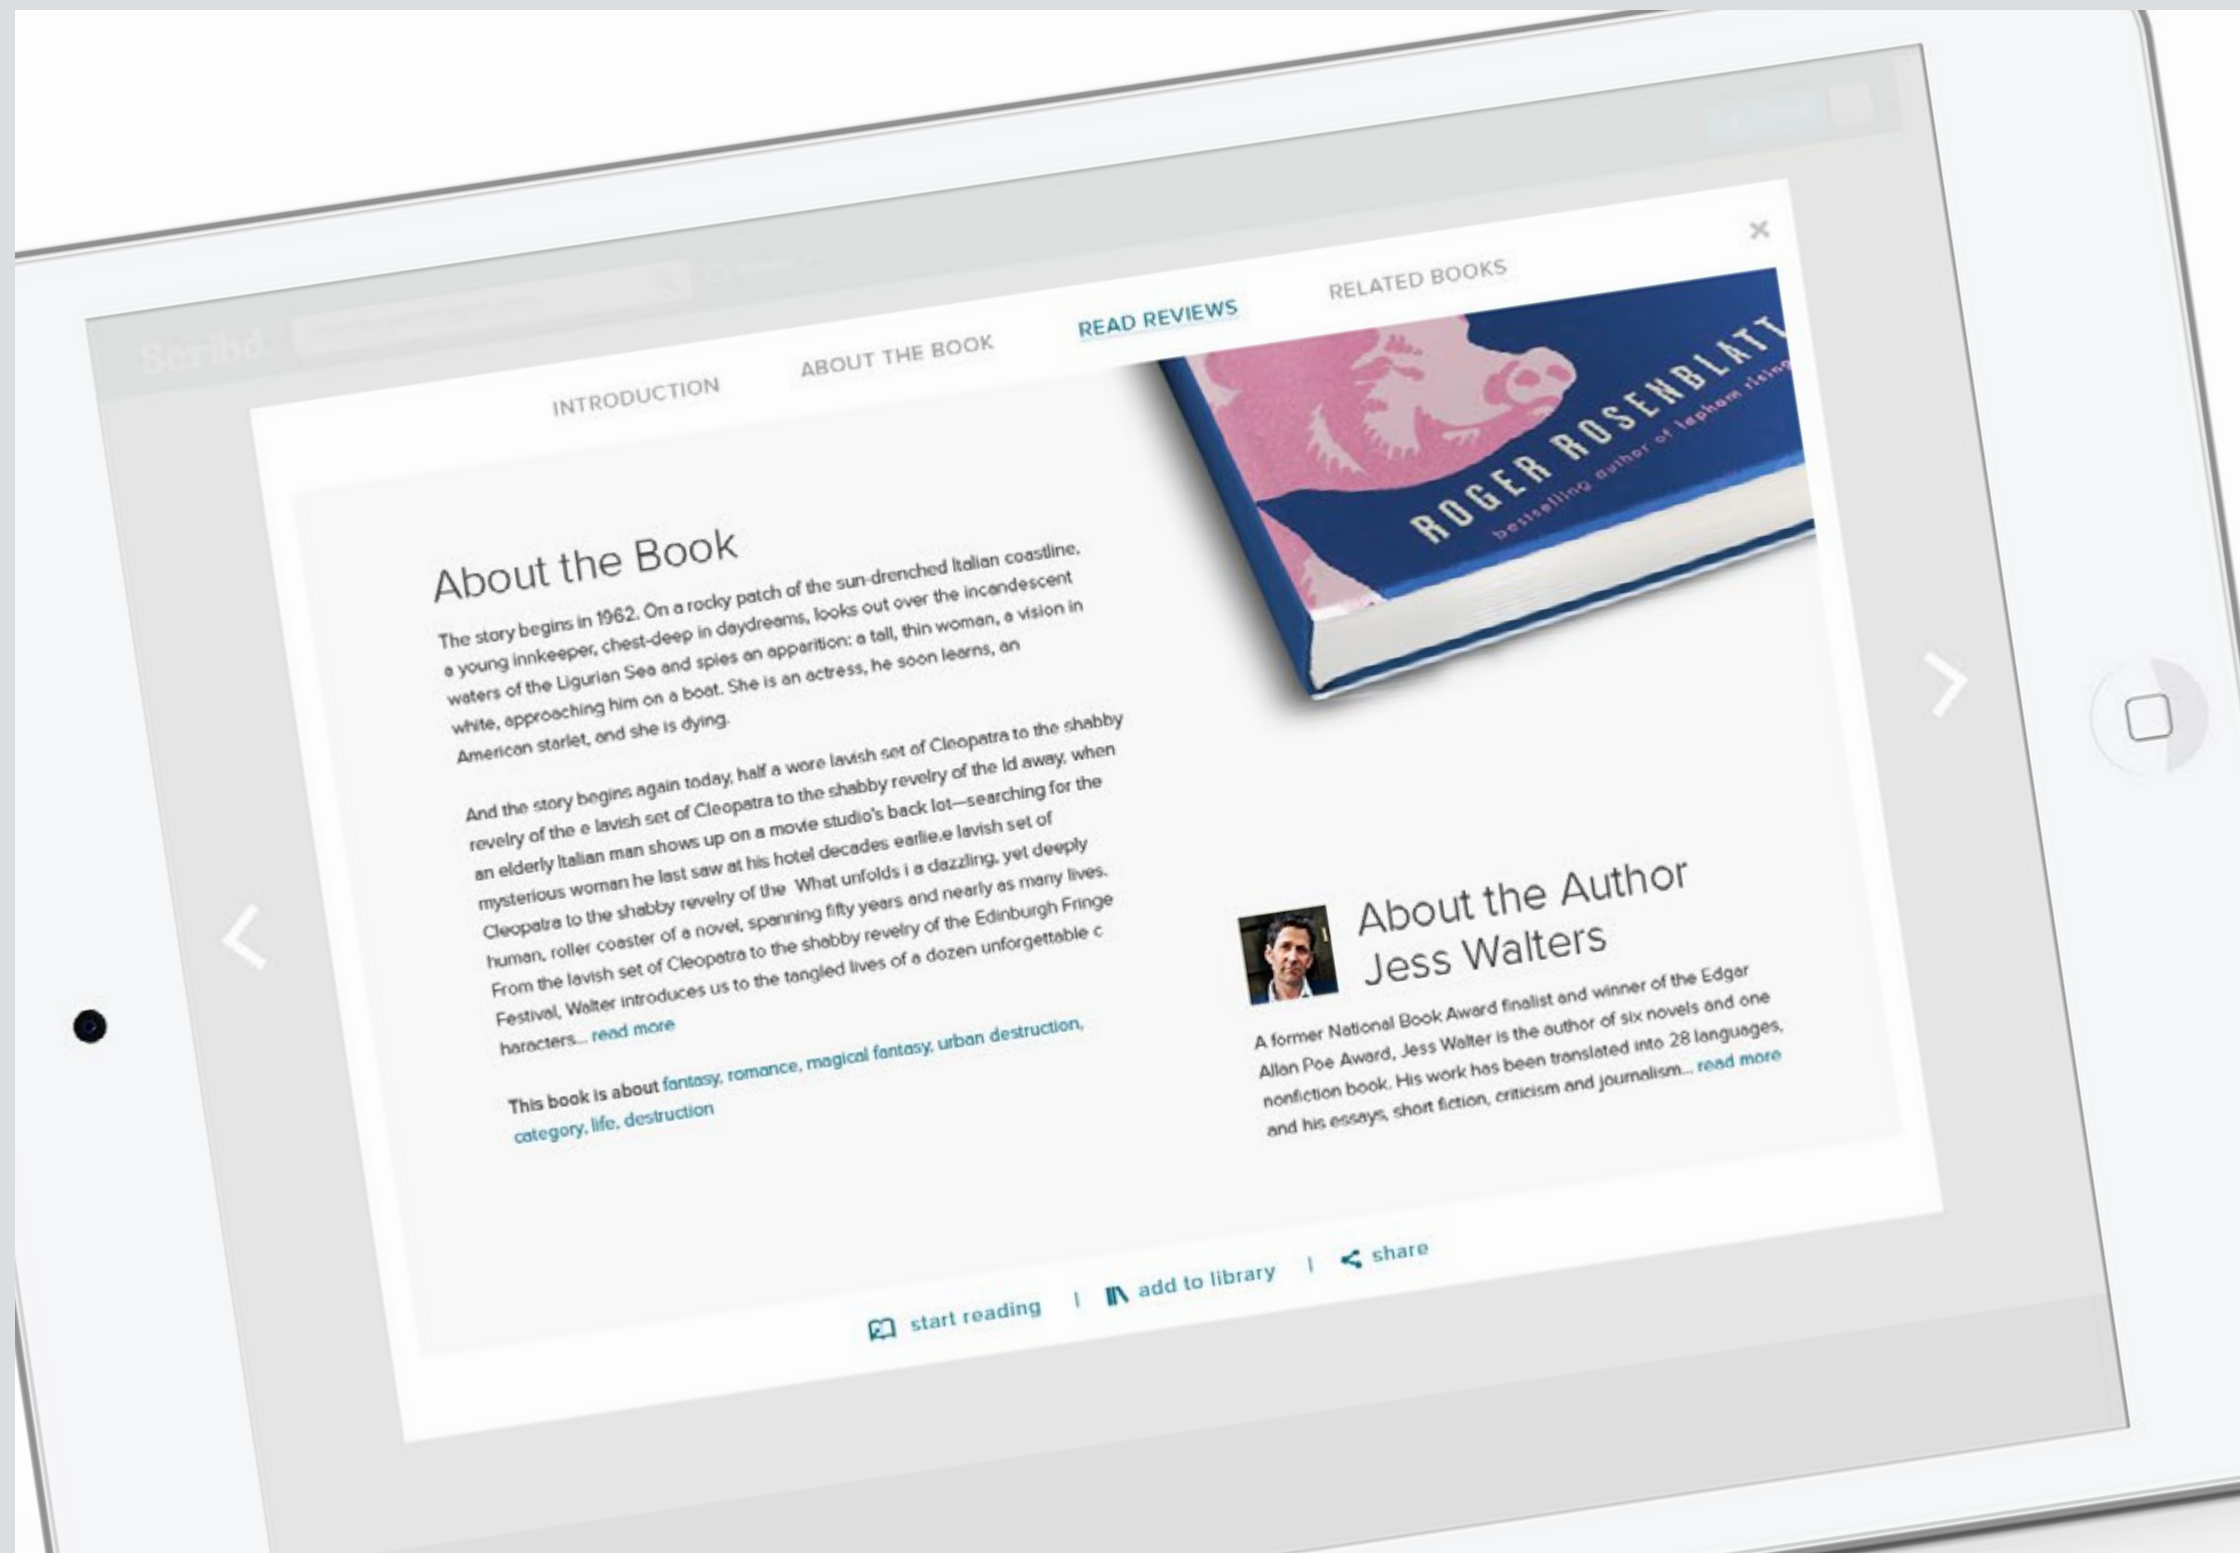 Scribd.
INTRODUCTION
ABOUT THE BOOK
READ REVIEWS
RELATED BOOKS
ROGER ROSENBLATT
bestselling author of lapham rising
About the Book
The story begins in 1962. On a rocky patch of the sun-drenched Italian coastline,
a young innkeeper, chest-deep in daydreams, looks out over the incandescent
waters of the Ligurian Sea and spies an apparition: a tall, thin woman, a vision in
white, approaching him on a boat. She is an actress, he soon learns, an
American starlet, and she is dying.
And the story begins again today, half a wore lavish set of Cleopatra to the shabby
revelry of the e lavish set of Cleopatra to the shabby revelry of the ld away, when
an elderly Italian man shows up on a movie studio's back lot—searching for the
mysterious woman he last saw at his hotel decades earlie.e lavish set of
Cleopatra to the shabby revelry of the What unfolds i a dazzling, yet deeply
human, roller coaster of a novel, spanning fifty years and nearly as many lives.
From the lavish set of Cleopatra to the shabby revelry of the Edinburgh Fringe
Festival, Walter introduces us to the tangled lives of a dozen unforgettable c
haracters... read more
This book is about fantasy, romance, magical fantasy, urban destruction,
category, life, destruction
About the Author
Jess Walters
A former National Book Award finalist and winner of the Edgar
Allan Poe Award, Jess Walter is the author of six novels and one
nonfiction book. His work has been translated into 28 languages,
and his essays, short fiction, criticism and journalism... read more
start reading | add to library | share